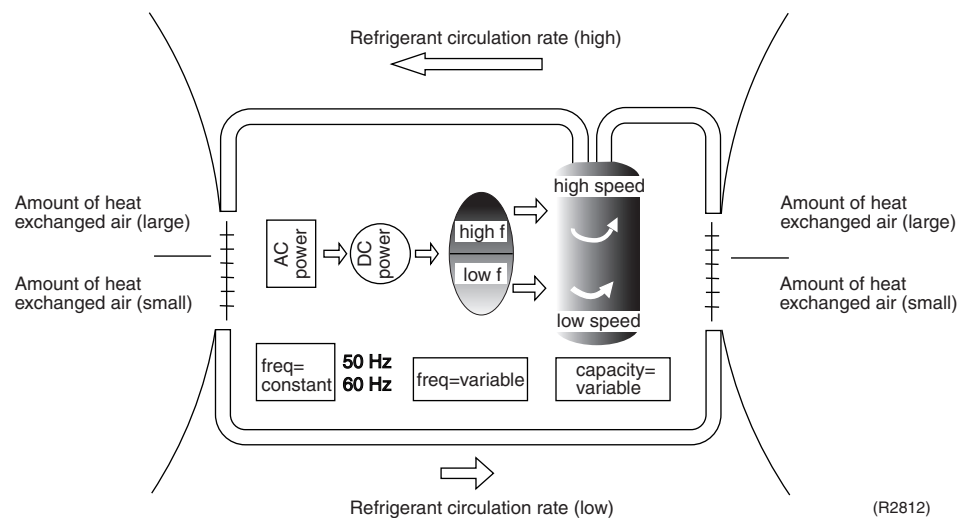 Refrigerant circulation rate (high)
high speed
Amount of heat
exchanged air (large)
Amount of heat
exchanged air (large)
AC
power
DC
power
high f
low f
Amount of heat
exchanged air (small)
Amount of heat
exchanged air (small)
low speed
freq=
constant
50 Hz
60 Hz
freq=variable
capacity=
variable
Refrigerant circulation rate (low)
(R2812)